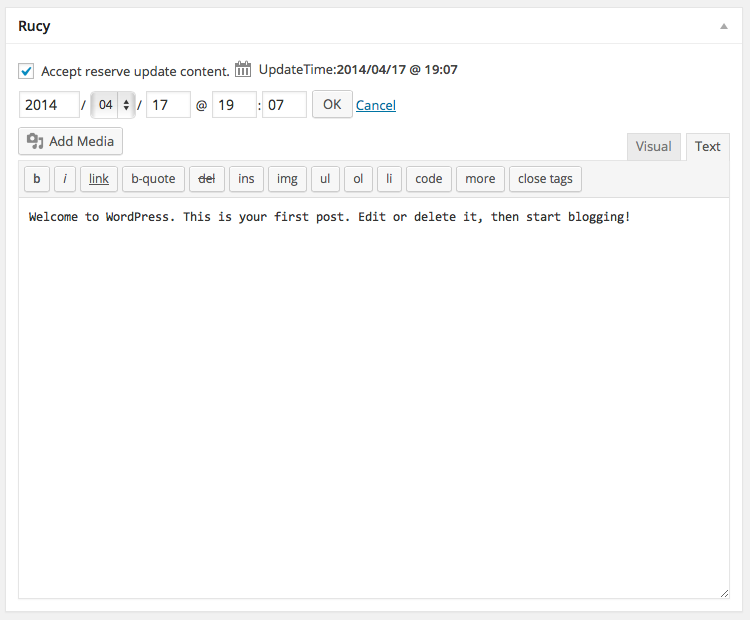 Rucy
Accept reserve update content. UpdateTime:2014/04/17 @ 19:07
2014 / 04 / 17 @ 19 : 07 OK Cancel
Add Media Visual Text
b i link b-quote del ins img ul ol li code more close tags
Welcome to WordPress. This is your first post. Edit or delete it, then start blogging!